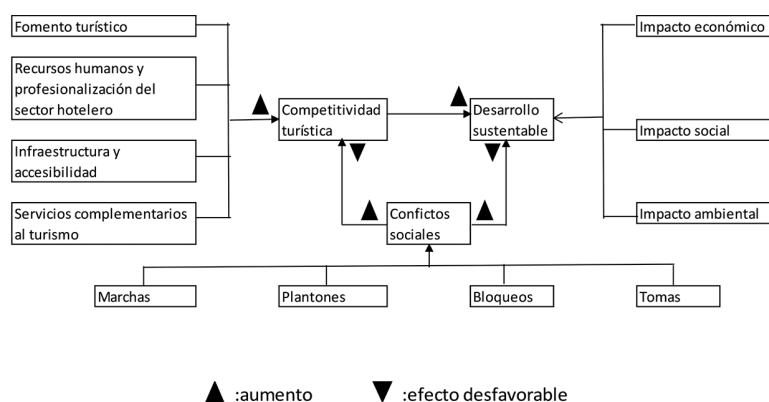 Fomento turístico
Recursos humanos y
profesionalización del
sector hotelero
Infraestructura y
accesibilidad
Servicios complementarios
al turismo
Competitividad
turística
Desarrollo
sustentable
Confictos
sociales
Impacto económico
Impacto social
Impacto ambiental
Marchas
Plantones
Bloqueos
Tomas
:aumento
:efecto desfavorable